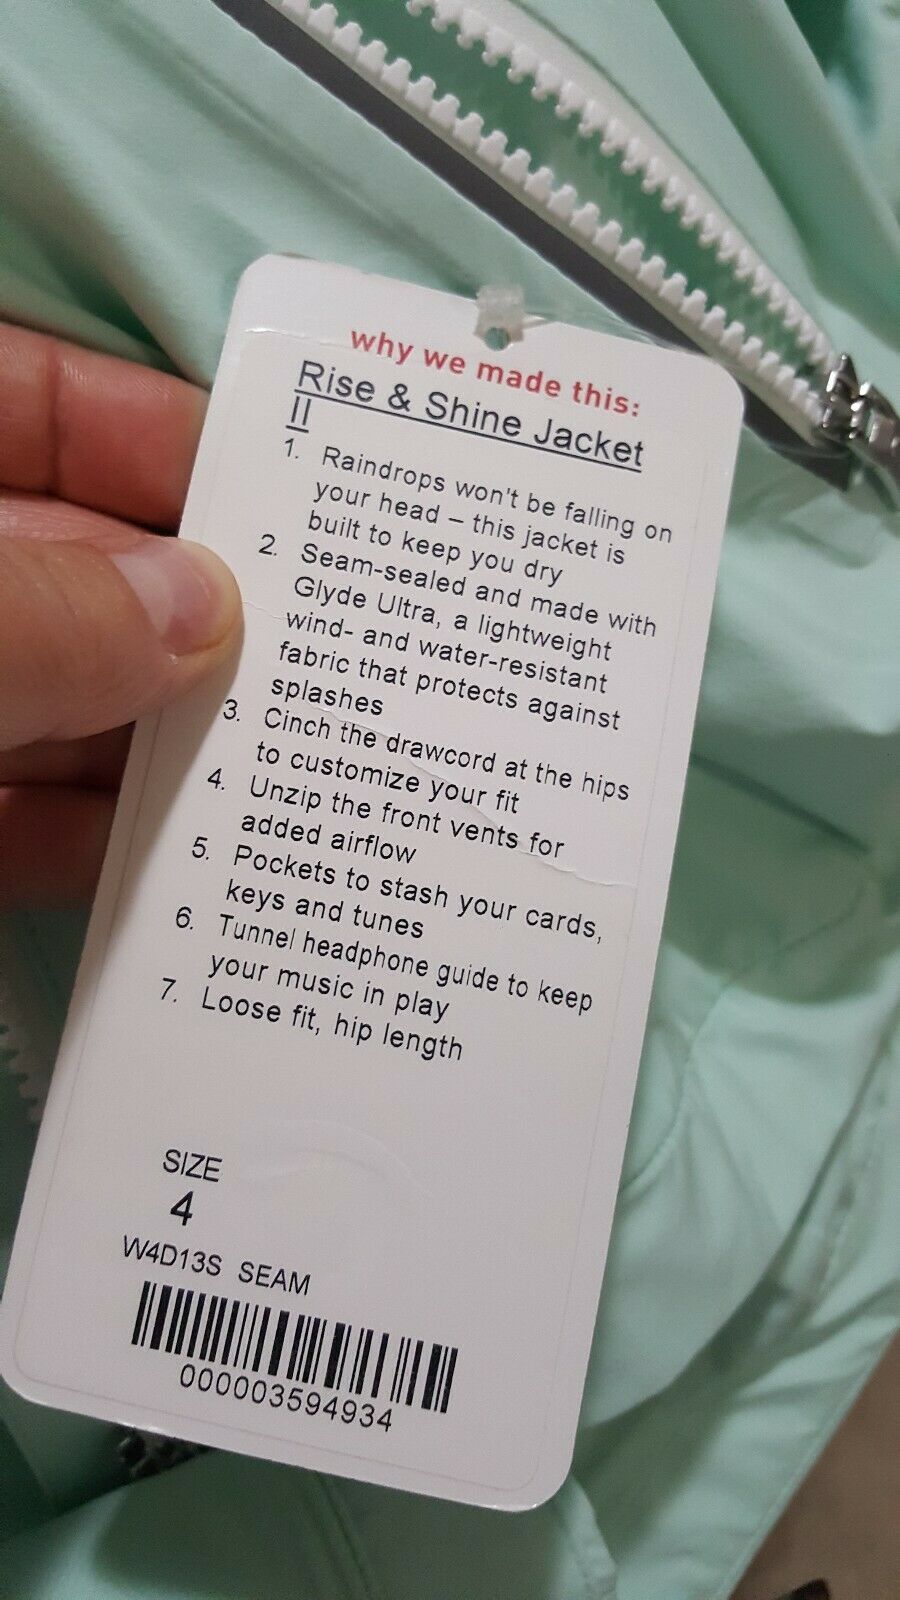 why we made this:
Rise & Shine Jacket
II
1. Raindrops won't be falling on
your head – this jacket is
built to keep you dry
2. Seam-sealed and made with
Glyde Ultra, a lightweight
wind- and water-resistant
fabric that protects against
splashes
3. Cinch the drawcord at the hips
to customize your fit
4. Unzip the front vents for
added airflow
5. Pockets to stash your cards,
keys and tunes
6. Tunnel headphone guide to keep
your music in play
7. Loose fit, hip length
SIZE
4
W4D13S SEAM
000003594934